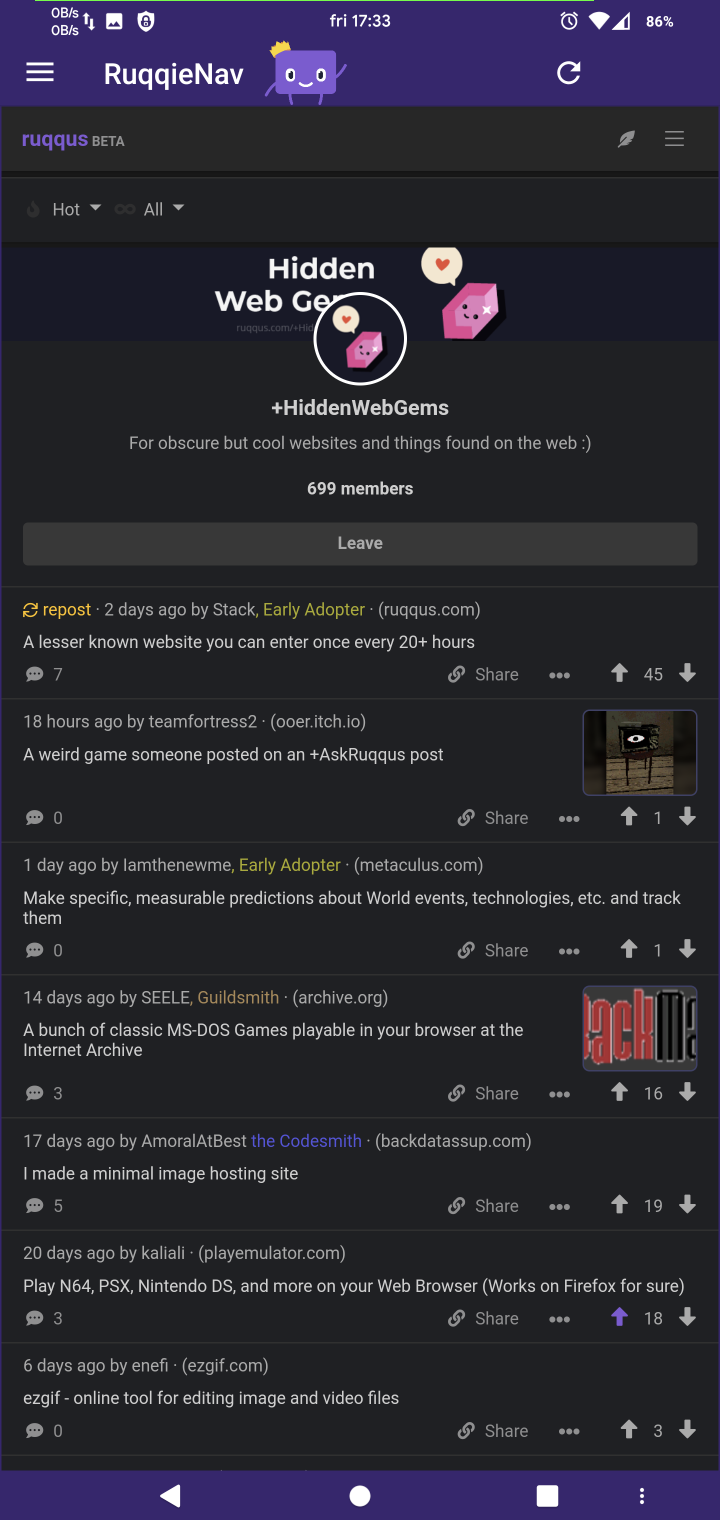 0B/s
0B/s
fri 17:33
86%
RuqqieNav
ruqqus BETA
Hot All
Hidden
Web Ge
ruqqus.com/+Hid
+HiddenWebGems
For obscure but cool websites and things found on the web :)
699 members
Leave
repost · 2 days ago by Stack, Early Adopter · (ruqqus.com)
A lesser known website you can enter once every 20+ hours
7 Share ••• 45
18 hours ago by teamfortress2 · (ooer.itch.io)
A weird game someone posted on an +AskRuqqus post
0 Share ••• 1
1 day ago by Iamthenewme, Early Adopter · (metaculus.com)
Make specific, measurable predictions about World events, technologies, etc. and track
them
0 Share ••• 1
14 days ago by SEELE, Guildsmith · (archive.org)
A bunch of classic MS-DOS Games playable in your browser at the
Internet Archive
ackMa
3 Share ••• 16
17 days ago by AmoralAtBest the Codesmith · (backdatassup.com)
I made a minimal image hosting site
5 Share ••• 19
20 days ago by kaliali · (playemulator.com)
Play N64, PSX, Nintendo DS, and more on your Web Browser (Works on Firefox for sure)
3 Share ••• 18
6 days ago by enefi · (ezgif.com)
ezgif - online tool for editing image and video files
0 Share ••• 3